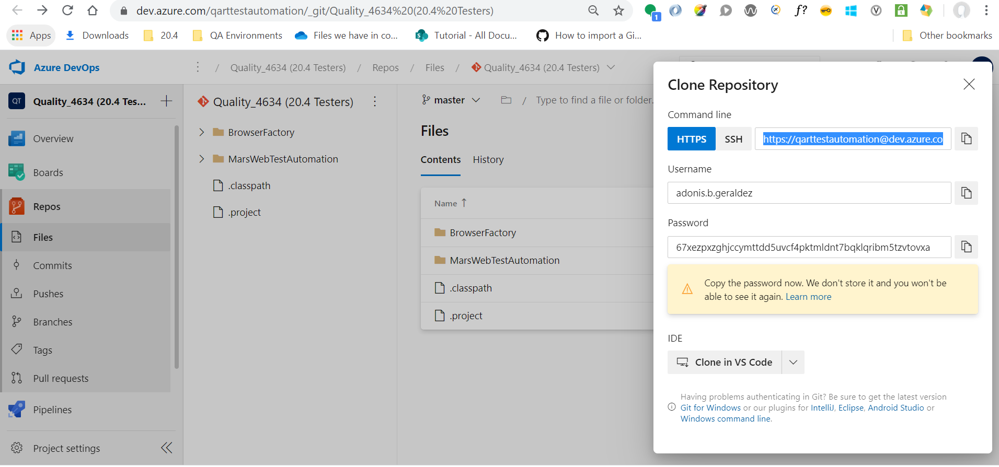 dev.azure.com/qarttestautomation/_git/Quality_4634%20(20.4%20Testers)
1
f?
Apps
Downloads
20.4
QA Environments
Files we have in co...
Tutorial - All Docu...
How to import a Gi...
Other bookmarks
Azure DevOps
/ Quality_4634 (20.4 Testers) / Repos / Files / Quality_4634 (20.4 Testers)
QT
Quality_4634 (20.4 Tes...
Overview
Boards
Repos
Files
Commits
Pushes
Branches
Tags
Pull requests
Pipelines
Project settings
Quality_4634 (20.4 Testers)
BrowserFactory
MarsWebTestAutomation
.classpath
.project
master
/ Type to find a file or folder.
Files
Contents
History
Name ↑
BrowserFactory
MarsWebTestAutomation
.classpath
.project
Clone Repository
Command line
HTTPS
SSH
https://qarttestautomation@dev.azure.co
Username
adonis.b.geraldez
Password
67xezpxzghjccymttdd5uvcf4pktmldnt7bqklqribm5tzvtovxa
Copy the password now. We don't store it and you won't be
able to see it again. Learn more
IDE
Clone in VS Code
Having problems authenticating in Git? Be sure to get the latest version
Git for Windows or our plugins for IntelliJ, Eclipse, Android Studio or
Windows command line.